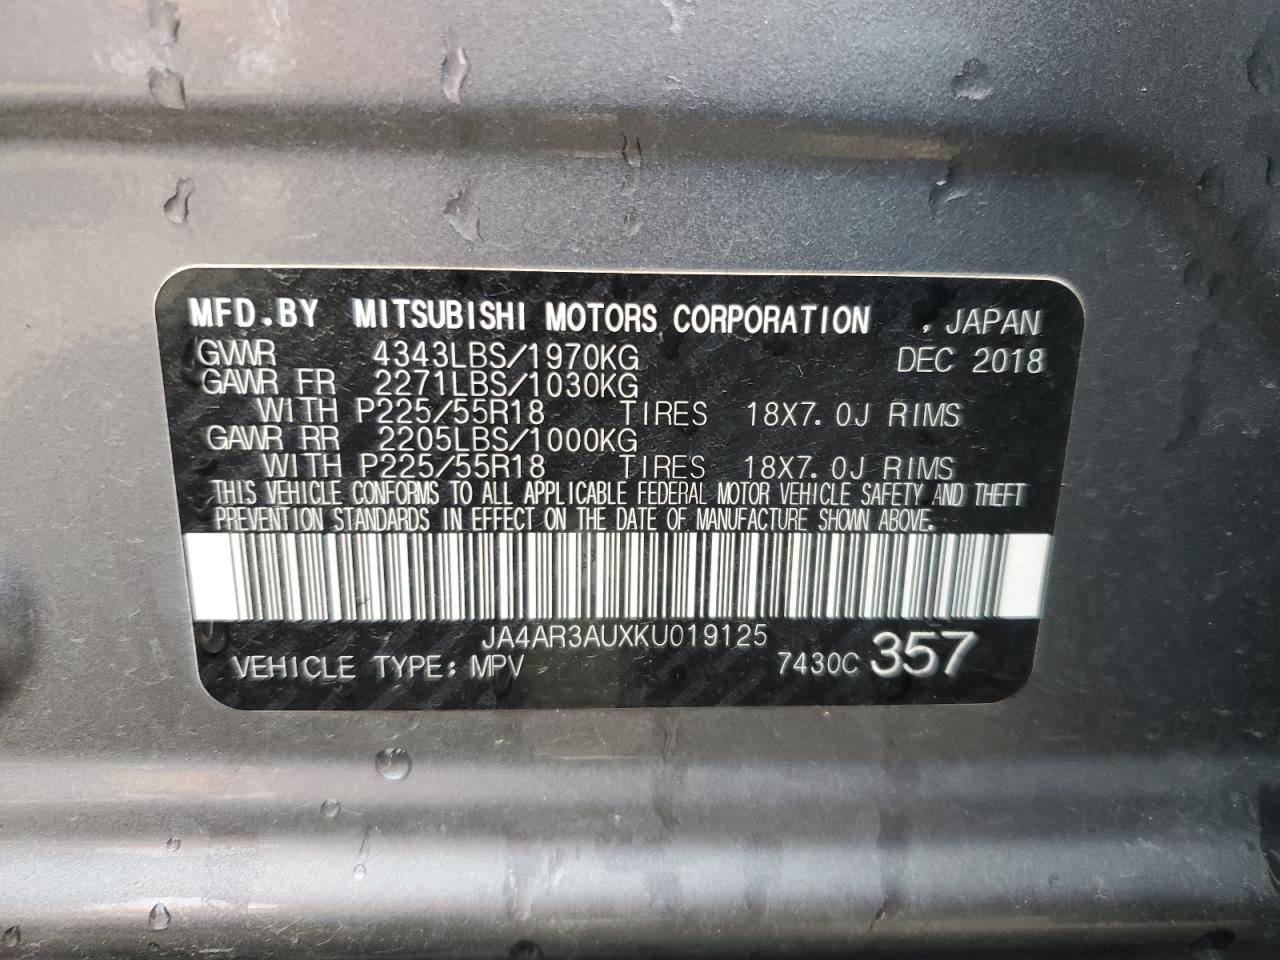 MFD.BY MITSUBISHI MOTORS CORPORATION , JAPAN
GVWR 4343LBS/1970KG DEC 2018
GAWR FR 2271LBS/1030KG
WITH P225/55R18 TIRES 18X7.0J RIMS
GAWR RR 2205LBS/1000KG
WITH P225/55R18 TIRES 18X7.0J RIMS
THIS VEHICLE CONFORMS TO ALL APPLICABLE FEDERAL MOTOR VEHICLE SAFETY AND THEFT
PREVENTION STANDARDS IN EFFECT ON THE DATE OF MANUFACTURE SHOWN ABOVE.
JA4AR3AUXKU019125
VEHICLE TYPE: MPV 7430C 357